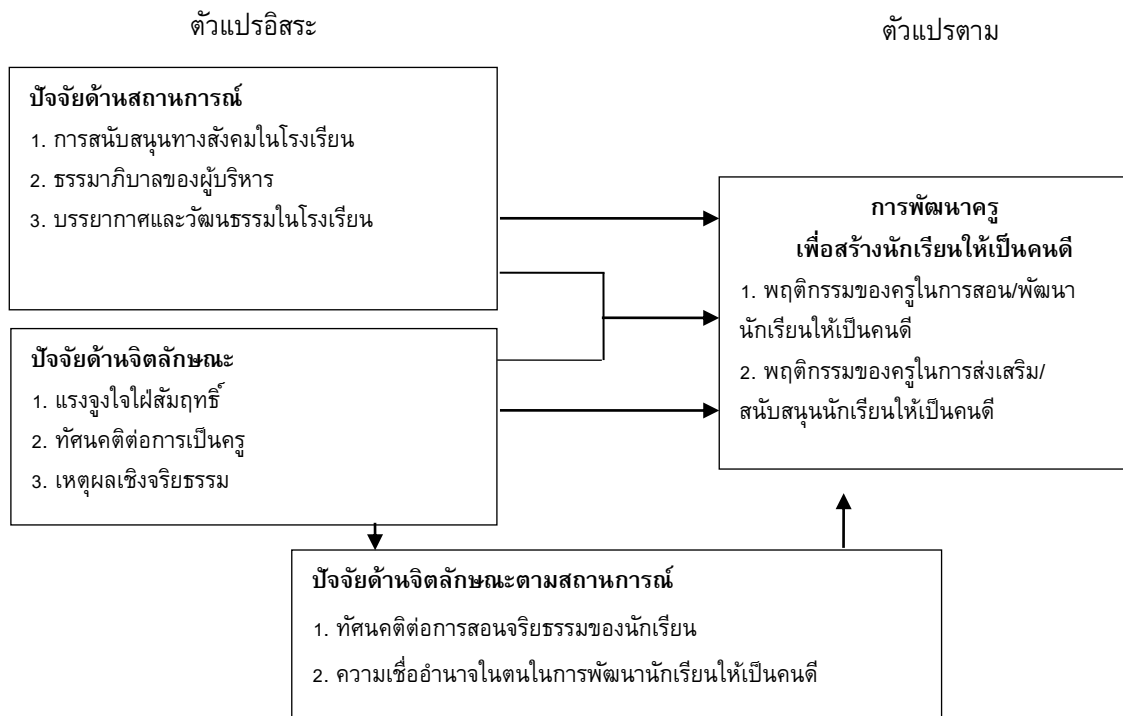 ตัวแปรอิสระ
ตัวแปรตาม
ปัจจัยด้านสถานการณ์
1. การสนับสนุนทางสังคมในโรงเรียน
2. ธรรมาภิบาลของผู้บริหาร
3. บรรยากาศและวัฒนธรรมในโรงเรียน
ปัจจัยด้านจิตลักษณะ
1. แรงจูงใจใฝ่สัมฤทธิ์
2. ทัศนคติต่อการเป็นครู
3. เหตุผลเชิงจริยธรรม
การพัฒนาครู
เพื่อสร้างนักเรียนให้เป็นคนดี
1. พฤติกรรมของครูในการสอน/พัฒนา
นักเรียนให้เป็นคนดี
2. พฤติกรรมของครูในการส่งเสริม/
สนับสนุนนักเรียนให้เป็นคนดี
ปัจจัยด้านจิตลักษณะตามสถานการณ์
1. ทัศนคติต่อการสอนจริยธรรมของนักเรียน
2. ความเชื่ออำนาจในตนในการพัฒนานักเรียนให้เป็นคนดี